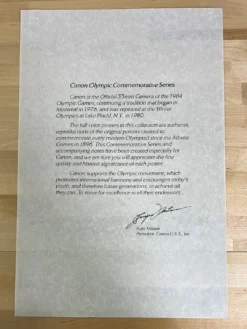 Canon Olympic Commemorative Series
Canon is the Official 35mm Camera of the 1984
Olympic Games, continuing a tradition that began in
Montreal in 1976, and was repeated at the Winter
Olympics at Lake Placid, N.Y., in 1980.
The full-color posters in this collection are authentic
reproductions of the original posters created to
commemorate every modern Olympiad since the Athens
Games in 1896. This Commemorative Series and
accompanying notes have been created especially for
Canon, and we are sure you will appreciate the fine
quality and historic significance of each poster.
Canon supports the Olympic movement, which
promotes international harmony and encourages today's
youth, and therefore future generations, to achieve all
they can. To strive for excellence in all their endeavors.
President, Canon U.S.A., Inc.